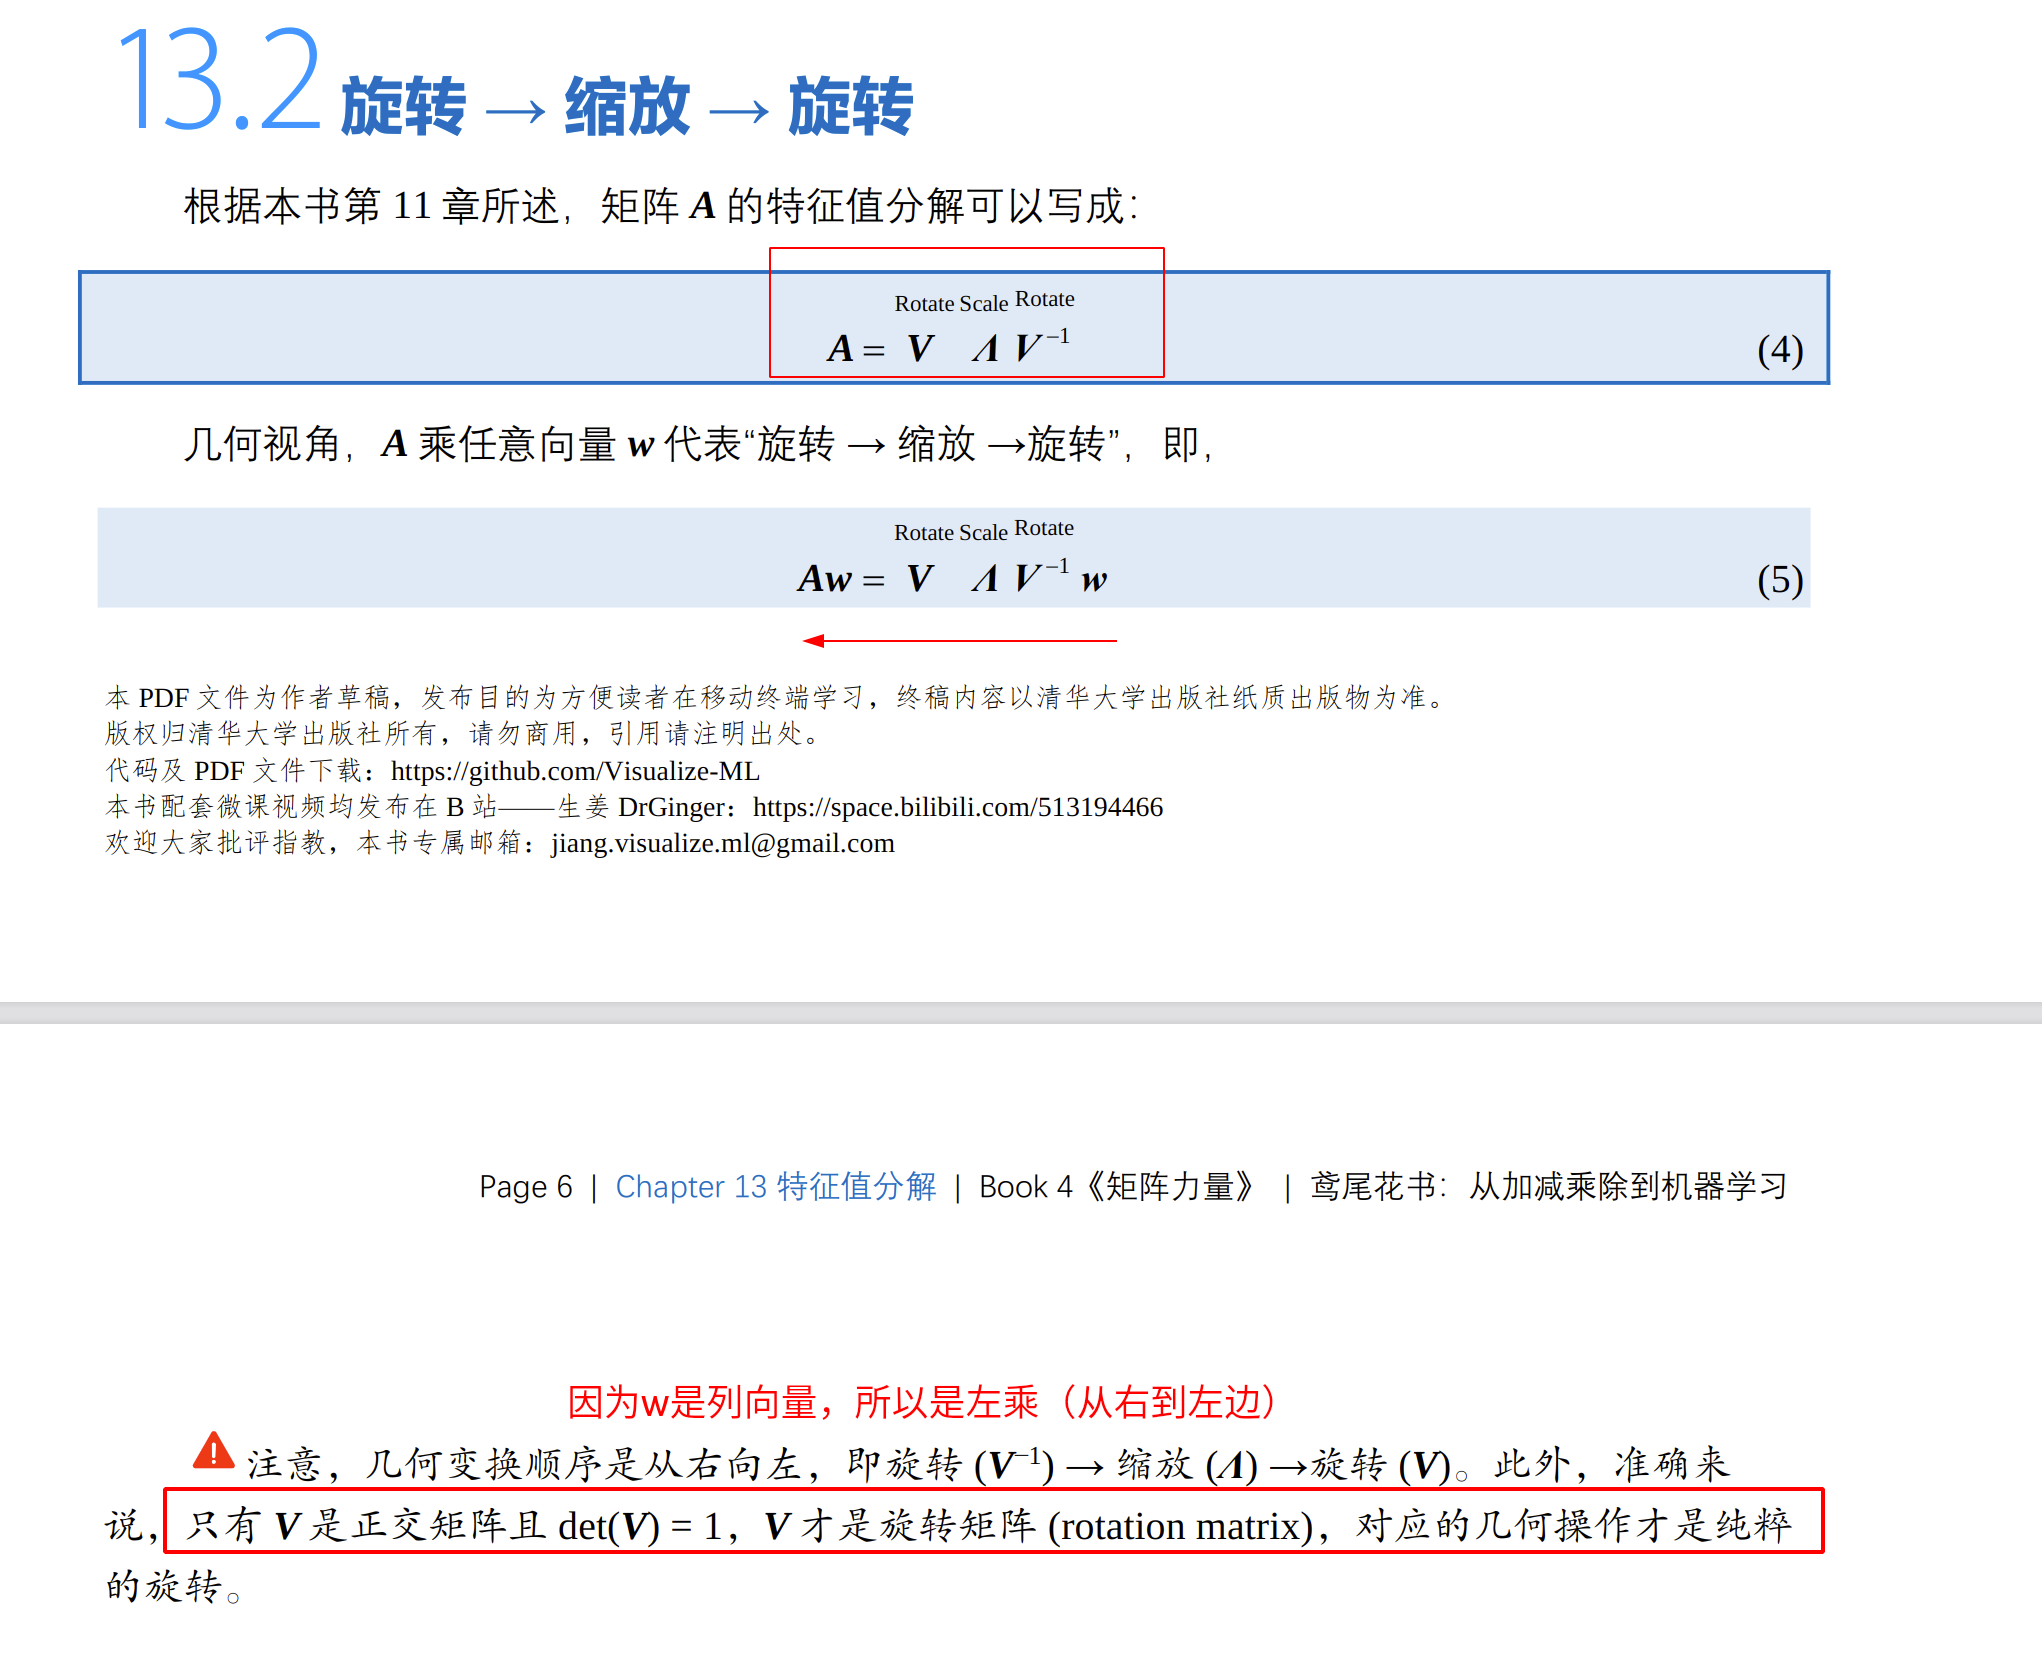 13.2 旋转 → 缩放 → 旋转
根据本书第 11 章所述，矩阵 A 的特征值分解可以写成：
Rotate Scale Rotate
A = V Λ V⁻¹ (4)
几何视角，A 乘任意向量 w 代表“旋转 → 缩放 →旋转”，即，
Rotate Scale Rotate
Aw = V Λ V⁻¹ w (5)
本 PDF 文件为作者草稿，发布目的为方便读者在移动终端学习，终稿内容以清华大学出版社纸质出版物为准。
版权归清华大学出版社所有，请勿商用，引用请注明出处。
代码及 PDF 文件下载：https://github.com/Visualize-ML
本书配套微课视频均发布在 B 站——生姜 DrGinger：https://space.bilibili.com/513194466
欢迎大家批评指教，本书专属邮箱：jiang.visualize.ml@gmail.com
Page 6 | Chapter 13 特征值分解 | Book 4《矩阵力量》 | 鸢尾花书：从加减乘除到机器学习
因为w是列向量，所以是左乘（从右到左边）
注意，几何变换顺序是从右向左，即旋转 (V⁻¹) → 缩放 (Λ) →旋转 (V)。此外，准确来
说，只有 V 是正交矩阵且 det(V) = 1，V 才是旋转矩阵 (rotation matrix)，对应的几何操作才是纯粹
的旋转。